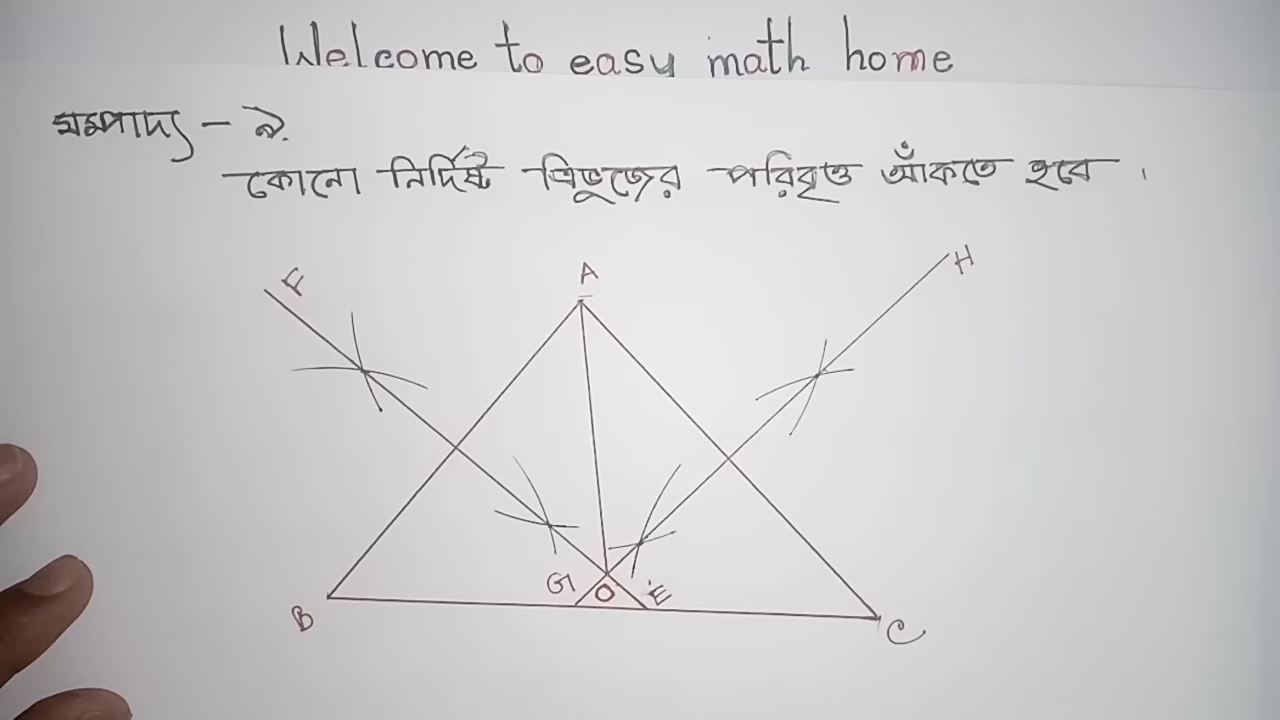 Welcome to easy math home
সম্পাদ্য - ৯.
কোনো নির্দিষ্ট ত্রিভুজের পরিবৃত্ত আঁকতে হবে ।
F
A
H
G
O
E
B
C